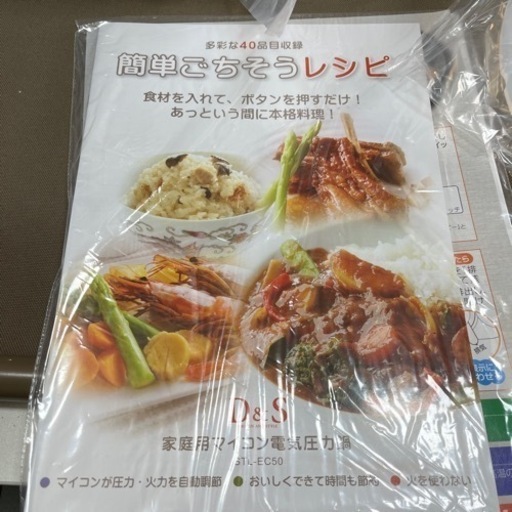 多彩な40品目収録
簡単ごちそうレシピ
食材を入れて、ボタンを押すだけ！
あっという間に本格料理！
D&S
家庭用マイコン電気圧力鍋
STL-EC50
● マイコンが圧力・火力を自動調節 ● おいしくできて時間も節約 ● 火を使わない